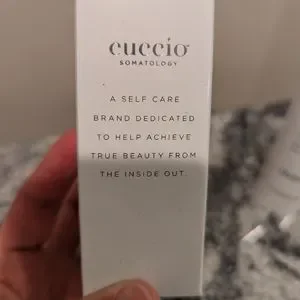 cuccio
SOMATOLOGY
A SELF CARE
BRAND DEDICATED
TO HELP ACHIEVE
TRUE BEAUTY FROM
THE INSIDE OUT.